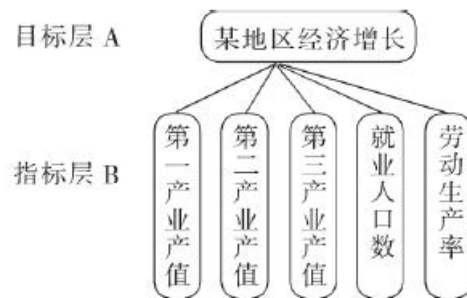 目标层 A
某地区经济增长
指标层 B
第一产业产值
第二产业产值
第三产业产值
就业人口数
劳动生产率